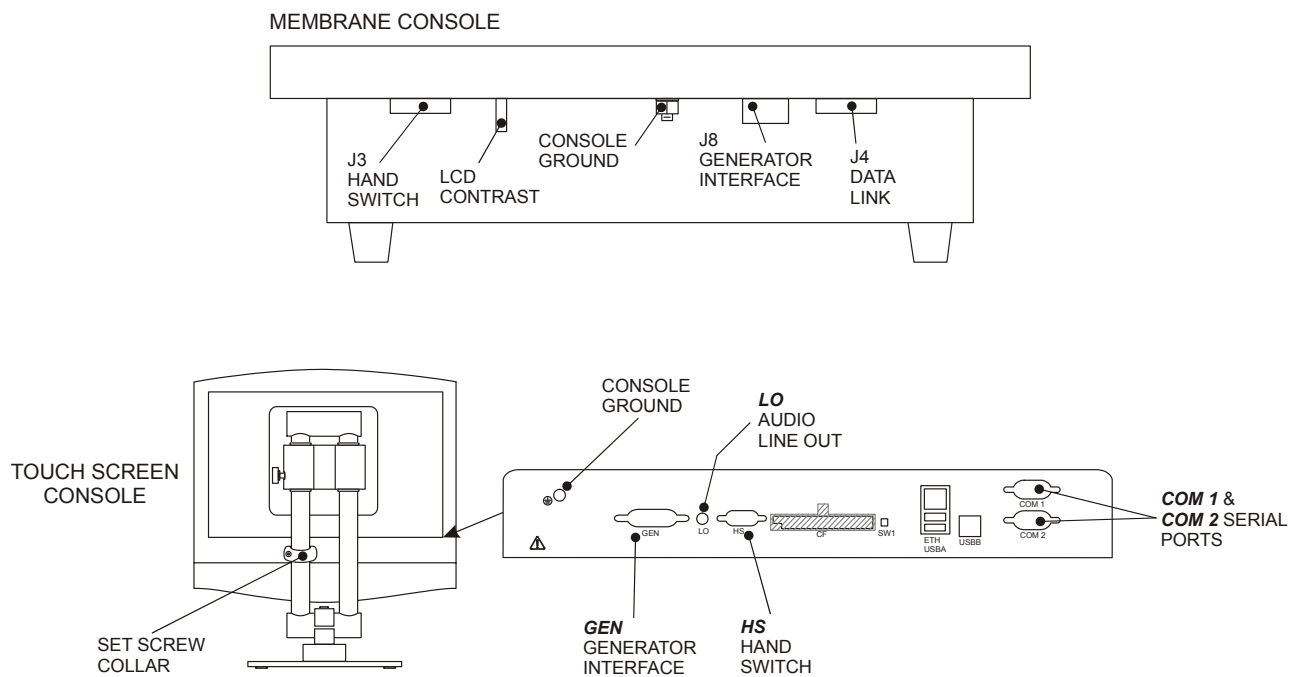 MEMBRANE CONSOLE
J3
HAND
SWITCH
LCD
CONTRAST
CONSOLE
GROUND
J8
GENERATOR
INTERFACE
J4
DATA
LINK
TOUCH SCREEN
CONSOLE
SET SCREW
COLLAR
CONSOLE
GROUND
LO
AUDIO
LINE OUT
GEN
LO
HS
CF
SW1
ETH
USBA
USBB
COM 1
COM 2
COM 1 &
COM 2 SERIAL
PORTS
GEN
GENERATOR
INTERFACE
HS
HAND
SWITCH